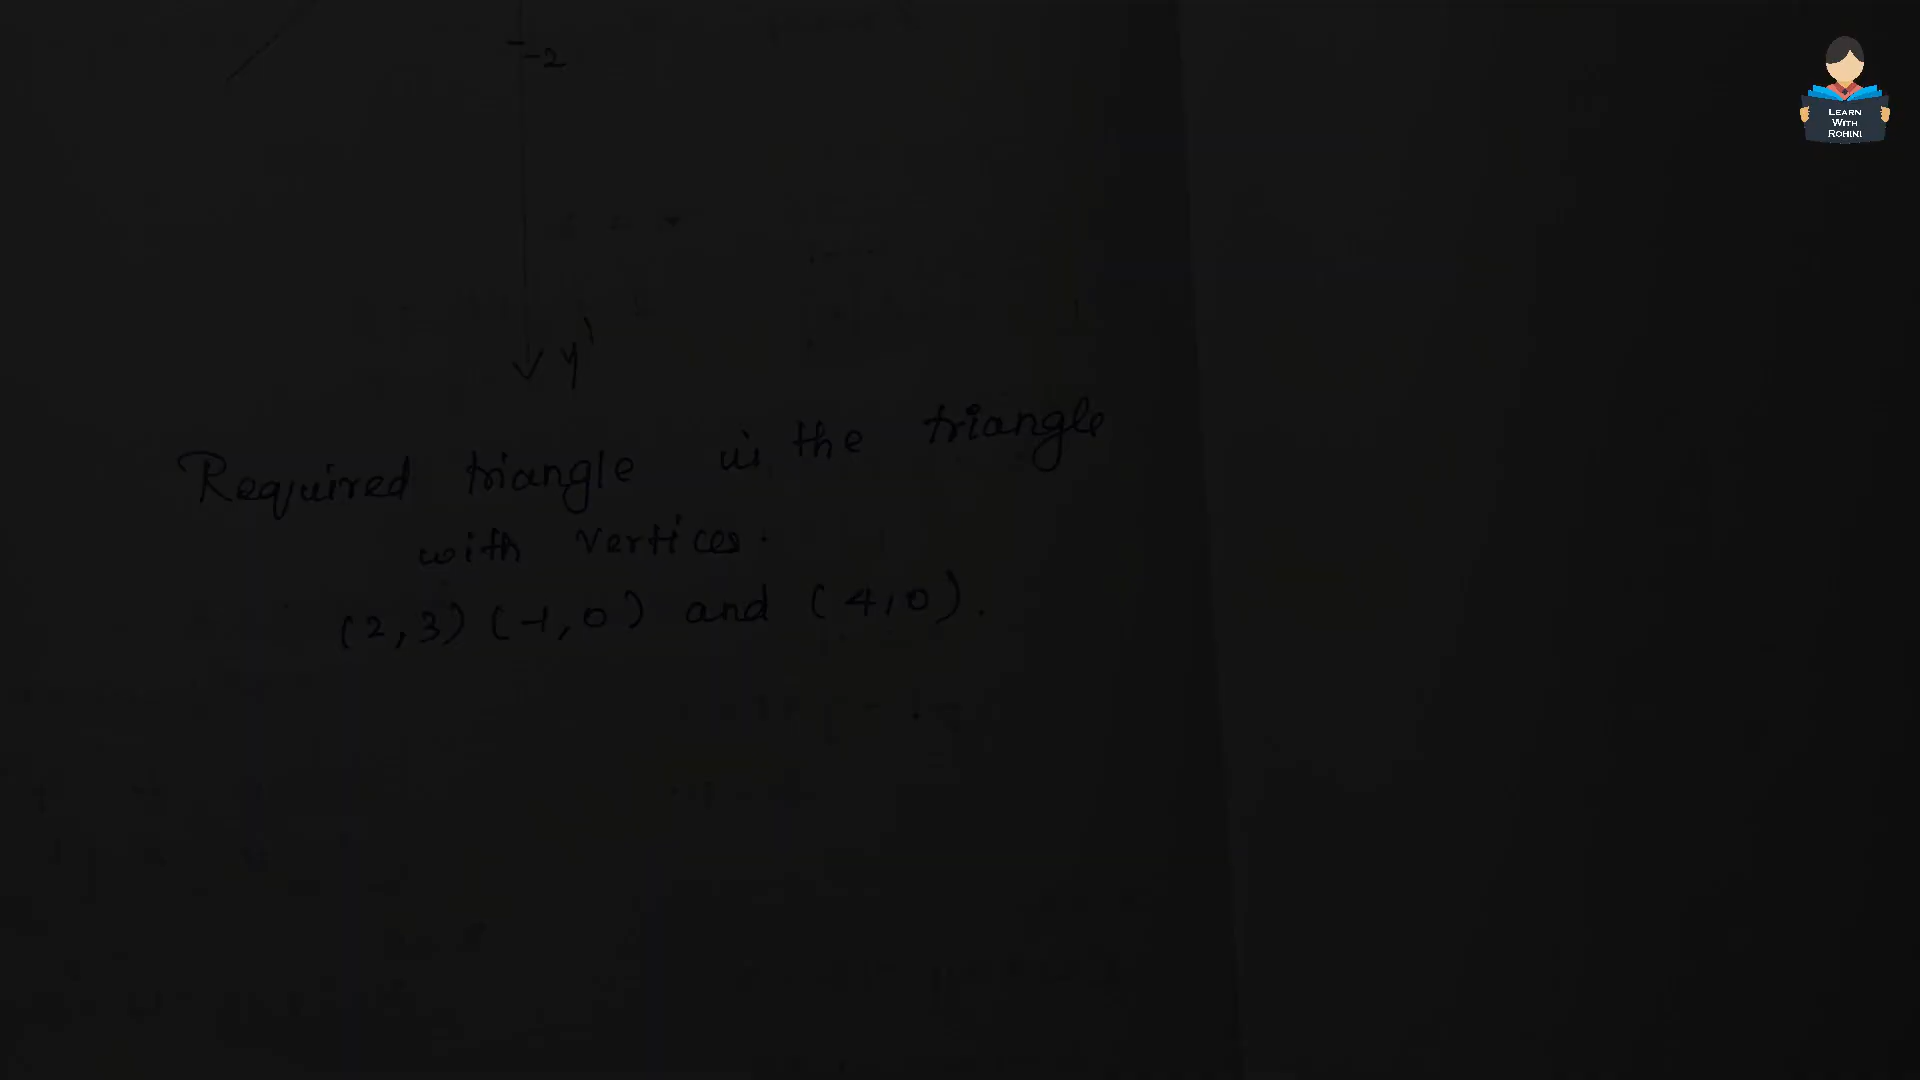 -2
y'
Required triangle is the triangle
with vertices.
(2,3) (-1,0) and (4,0).
LEARN
WITH
ROHINI